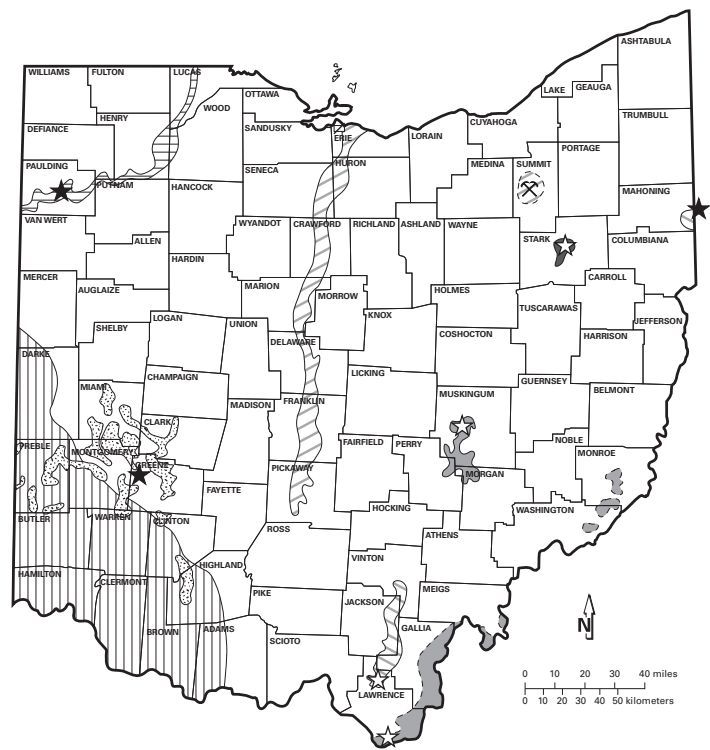 ASHTABULA
WILLIAMS FULTON LUCAS
LAKE GEAUGA
OTTAWA
WOOD
TRUMBULL
HENRY
CUYAHOGA
DEFIANCE SANDUSKY
ERIE LORAIN
PORTAGE
PAULDING SENECA HURON MEDINA SUMMIT
PUTNAM HANCOCK
MAHONING
VAN WERT WYANDOT CRAWFORD RICHLAND ASHLAND WAYNE
ALLEN STARK COLUMBIANA
HARDIN
MERCER CARROLL
AUGLAIZE MARION MORROW HOLMES
TUSCARAWAS
KNOX
LOGAN UNION JEFFERSON
SHELBY COSHOCTON HARRISON
DELAWARE
DARKE
LICKING
CHAMPAIGN GUERNSEY
MIAMI BELMONT
FRANKLIN MUSKINGUM
MADISON
CLARK
PREBLE MONTGOMERY FAIRFIELD PERRY NOBLE
MONROE
GREENE PICKAWAY MORGAN
FAYETTE
HOCKING WASHINGTON
BUTLER WARREN CLINTON
ROSS ATHENS
VINTON
HIGHLAND
HAMILTON CLERMONT
PIKE MEIGS
JACKSON
BROWN ADAMS GALLIA
SCIOTO
N
LAWRENCE
0 10 20 30 40 miles
0 10 20 30 40 50 kilometers